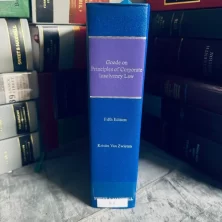 Goode on
Principles of Corporate
Insolvency Law
Fifth Edition
Kristin Van Zwieten